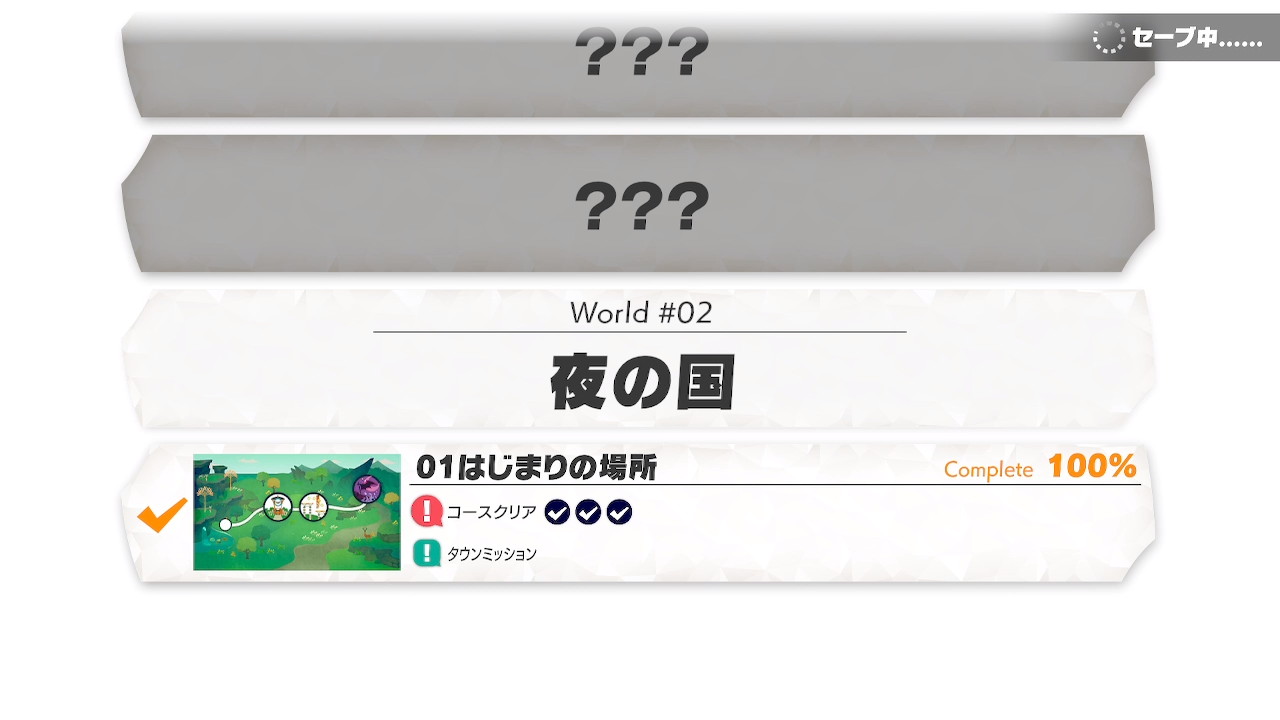 セーブ中......
???
???
World #02
夜の国
01はじまりの場所
Complete 100%
コースクリア
タウンミッション